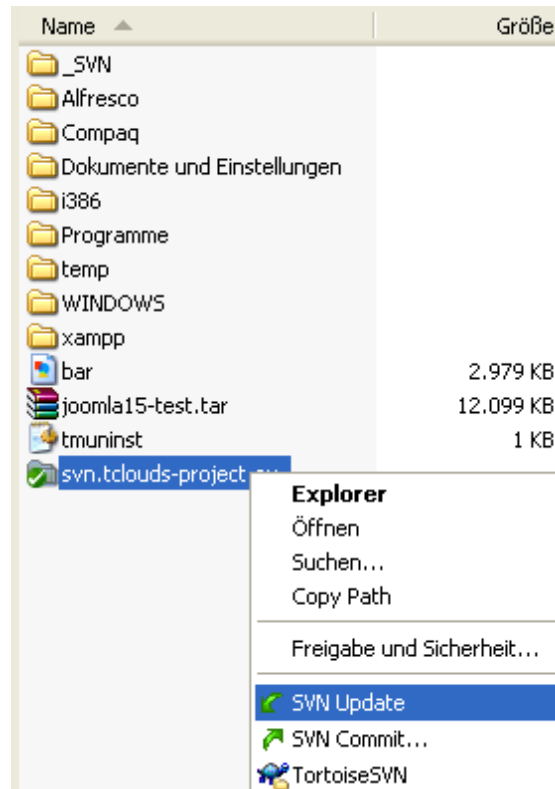 Name Größe
_SVN
Alfresco
Compaq
Dokumente und Einstellungen
i386
Programme
temp
WINDOWS
xampp
bar 2.979 KB
joomla15-test.tar 12.099 KB
tmuninst 1 KB
svn.tclouds-project
Explorer
Öffnen
Suchen...
Copy Path
Freigabe und Sicherheit...
SVN Update
SVN Commit...
TortoiseSVN